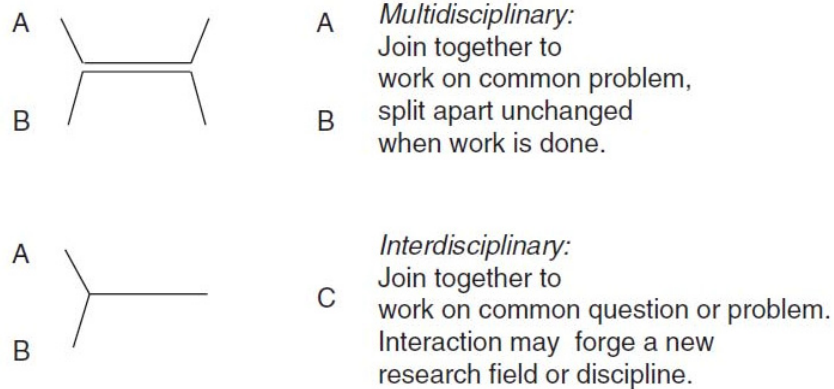 A A Multidisciplinary:
Join together to
work on common problem,
B B split apart unchanged
when work is done.
A Interdisciplinary:
Join together to
C work on common question or problem.
B Interaction may forge a new
research field or discipline.